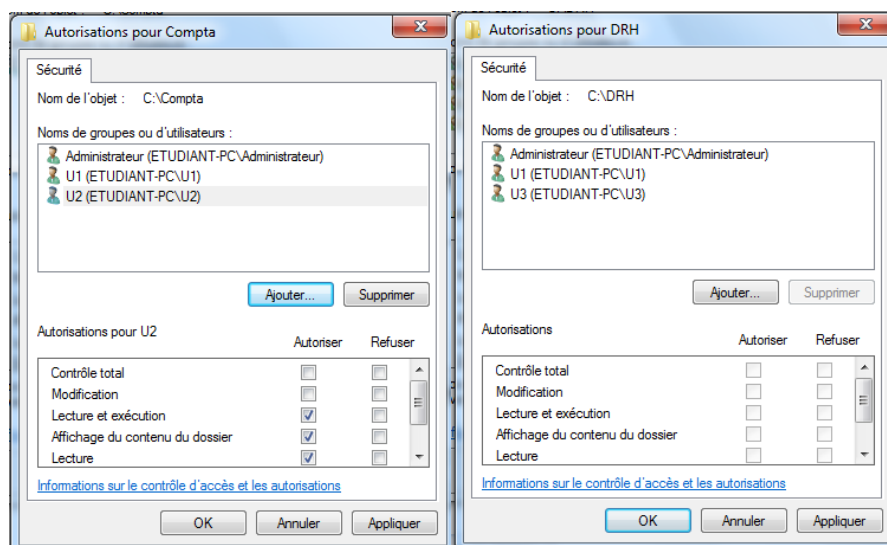 Autorisations pour Compta
Sécurité
Nom de l'objet : C:\Compta
Noms de groupes ou d'utilisateurs :
Administrateur (ETUDIANT-PC\Administrateur)
U1 (ETUDIANT-PC\U1)
U2 (ETUDIANT-PC\U2)
Ajouter... Supprimer
Autorisations pour U2 Autoriser Refuser
Contrôle total
Modification
Lecture et exécution
Affichage du contenu du dossier
Lecture
Informations sur le contrôle d'accès et les autorisations
OK Annuler Appliquer
Autorisations pour DRH
Sécurité
Nom de l'objet : C:\DRH
Noms de groupes ou d'utilisateurs :
Administrateur (ETUDIANT-PC\Administrateur)
U1 (ETUDIANT-PC\U1)
U3 (ETUDIANT-PC\U3)
Ajouter... Supprimer
Autorisations Autoriser Refuser
Contrôle total
Modification
Lecture et exécution
Affichage du contenu du dossier
Lecture
Informations sur le contrôle d'accès et les autorisations
OK Annuler Appliquer